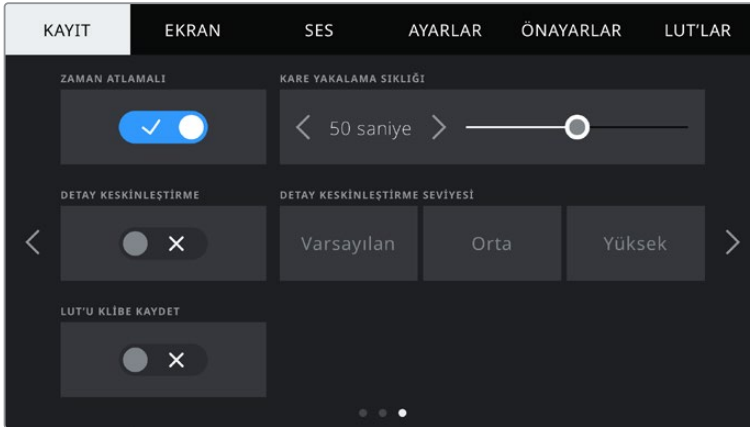 KAYIT EKRAN SES AYARLAR ÖNAYARLAR LUT’LAR
ZAMAN ATLAMALI KARE YAKALAMA SIKLIĞI
50 saniye
DETAY KESKİNLEŞTİRME DETAY KESKİNLEŞTİRME SEVİYESİ
Varsayılan Orta Yüksek
LUT'U KLİBE KAYDET